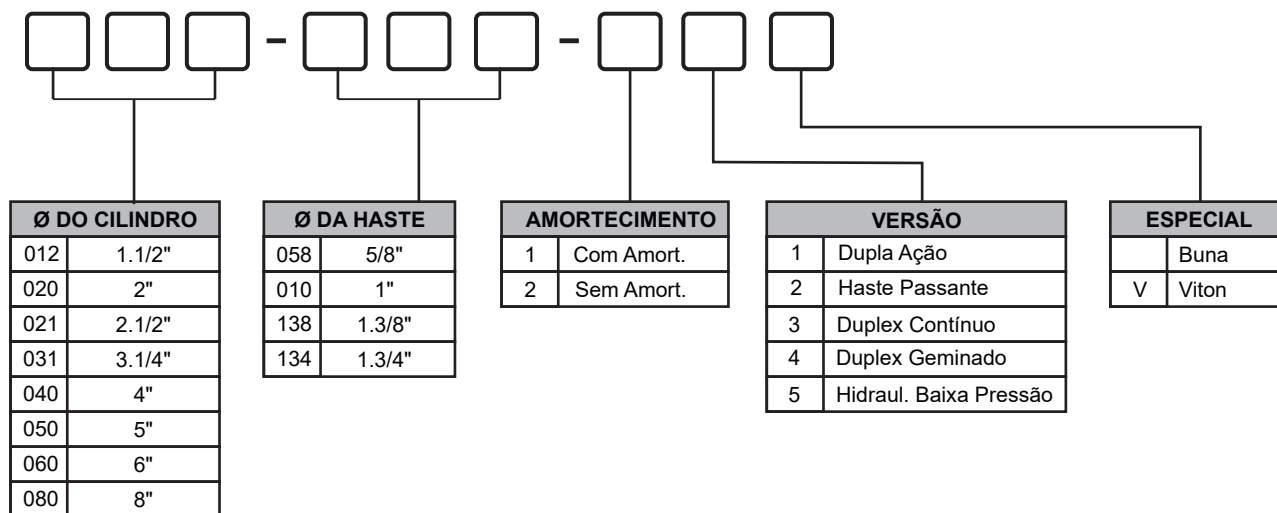 - -
Ø DO CILINDRO
012 1.1/2"
020 2"
021 2.1/2"
031 3.1/4"
040 4"
050 5"
060 6"
080 8"
Ø DA HASTE
058 5/8"
010 1"
138 1.3/8"
134 1.3/4"
AMORTECIMENTO
1 Com Amort.
2 Sem Amort.
VERSÃO
1 Dupla Ação
2 Haste Passante
3 Duplex Contínuo
4 Duplex Geminado
5 Hidraul. Baixa Pressão
ESPECIAL
Buna
V Viton